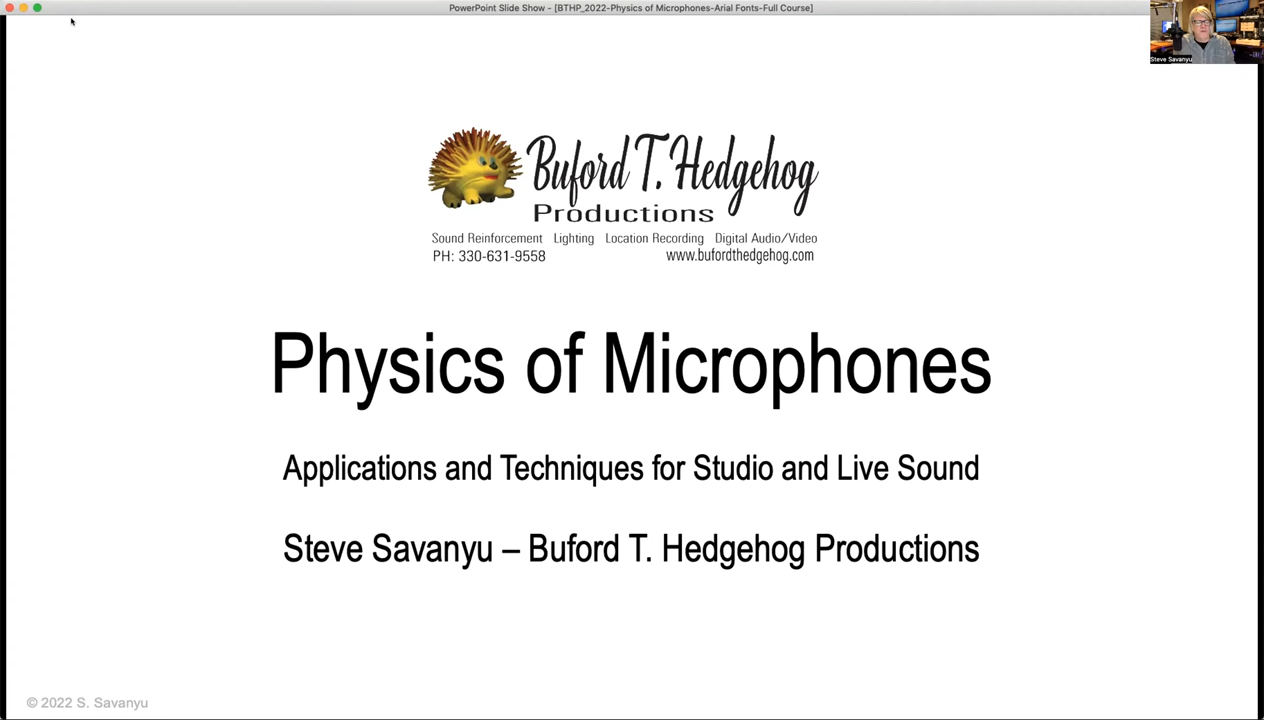 PowerPoint Slide Show - [BTHP_2022-Physics of Microphones-Arial Fonts-Full Course]
Steve Savanyu
Buford T. Hedgehog
Productions
Sound Reinforcement Lighting Location Recording Digital Audio/Video
PH: 330-631-9558 www.bufordthedgehog.com
Physics of Microphones
Applications and Techniques for Studio and Live Sound
Steve Savanyu – Buford T. Hedgehog Productions
© 2022 S. Savanyu